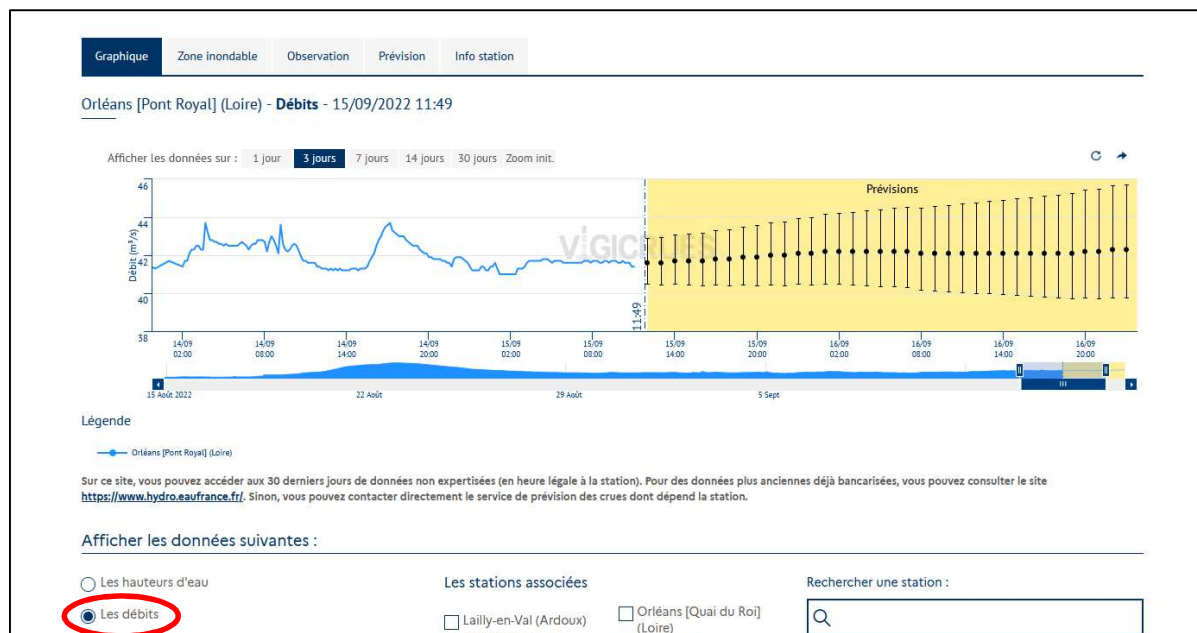 Graphique Zone inondable Observation Prévision Info station
Orléans [Pont Royal] (Loire) - Débits - 15/09/2022 11:49
Afficher les données sur : 1 jour 3 jours 7 jours 14 jours 30 jours Zoom init.
Prévisions
VIGICRUES
Débit (m³/s)
46
44
42
40
38
11:49
14/09 02:00 14/09 08:00 14/09 14:00 14/09 20:00 15/09 02:00 15/09 08:00 15/09 14:00 15/09 20:00 16/09 02:00 16/09 08:00 16/09 14:00 16/09 20:00
15 Août 2022 22 Août 29 Août 5 Sept
Légende
Orléans [Pont Royal] (Loire)
Sur ce site, vous pouvez accéder aux 30 derniers jours de données non expertisées (en heure légale à la station). Pour des données plus anciennes déjà bancarisées, vous pouvez consulter le site
https://www.hydro.eaufrance.fr/. Sinon, vous pouvez contacter directement le service de prévision des crues dont dépend la station.
Afficher les données suivantes :
Les hauteurs d'eau
Les débits
Les stations associées
Lailly-en-Val (Ardoux)
Orléans [Quai du Roi]
(Loire)
Rechercher une station :